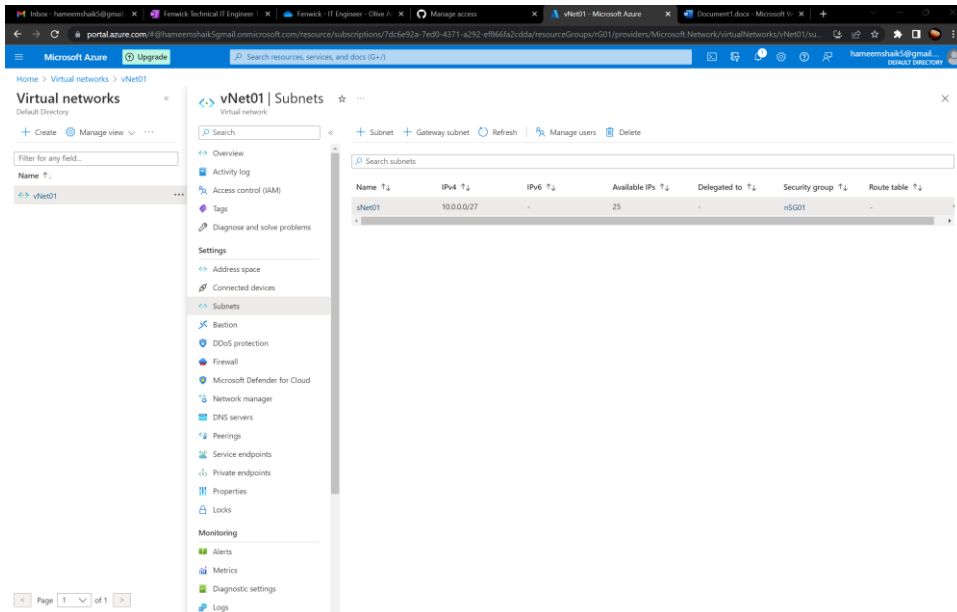 Inbox - hameemshaik5@gmail
Fenwick Technical IT Engineer
Fenwick - IT Engineer - Olive
Manage access
vNet01 - Microsoft Azure
Document1.docx - Microsoft W
portal.azure.com/#@hameemshaik5gmail.onmicrosoft.com/resource/subscriptions/7dc6e92a-7ed0-4371-a292-ef866fa2cdda/resourceGroups/rG01/providers/Microsoft.Network/virtualNetworks/vNet01/su...
Microsoft Azure
Upgrade
Search resources, services, and docs (G+/)
hameemshaik5@gmail....
DEFAULT DIRECTORY
Home > Virtual networks > vNet01
Virtual networks
Default Directory
+ Create
Manage view
...
Filter for any field...
Name ↑↓
vNet01
...
Page 1 of 1
vNet01 | Subnets
...
Virtual network
Search
Overview
Activity log
Access control (IAM)
Tags
Diagnose and solve problems
Settings
Address space
Connected devices
Subnets
Bastion
DDoS protection
Firewall
Microsoft Defender for Cloud
Network manager
DNS servers
Peerings
Service endpoints
Private endpoints
Properties
Locks
Monitoring
Alerts
Metrics
Diagnostic settings
Logs
+ Subnet + Gateway subnet Refresh Manage users Delete
Search subnets
Name ↑↓ IPv4 ↑↓ IPv6 ↑↓ Available IPs ↑↓ Delegated to ↑↓ Security group ↑↓ Route table ↑↓
sNet01 10.0.0.0/27 - 25 - nSG01 -